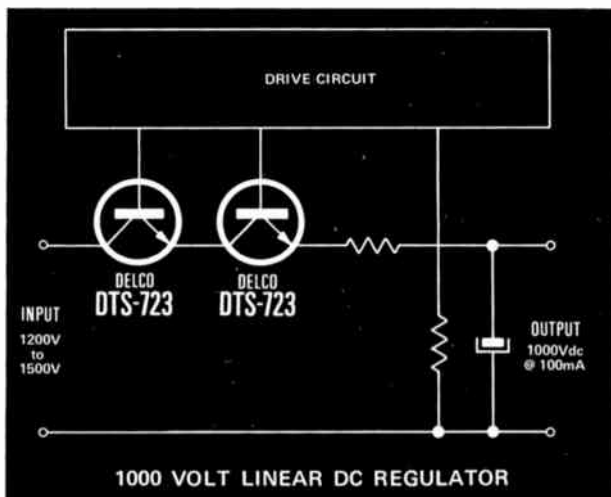 DRIVE CIRCUIT
DELCO
DTS-723
DELCO
DTS-723
INPUT
1200V
to
1500V
OUTPUT
1000Vdc
@ 100mA
1000 VOLT LINEAR DC REGULATOR